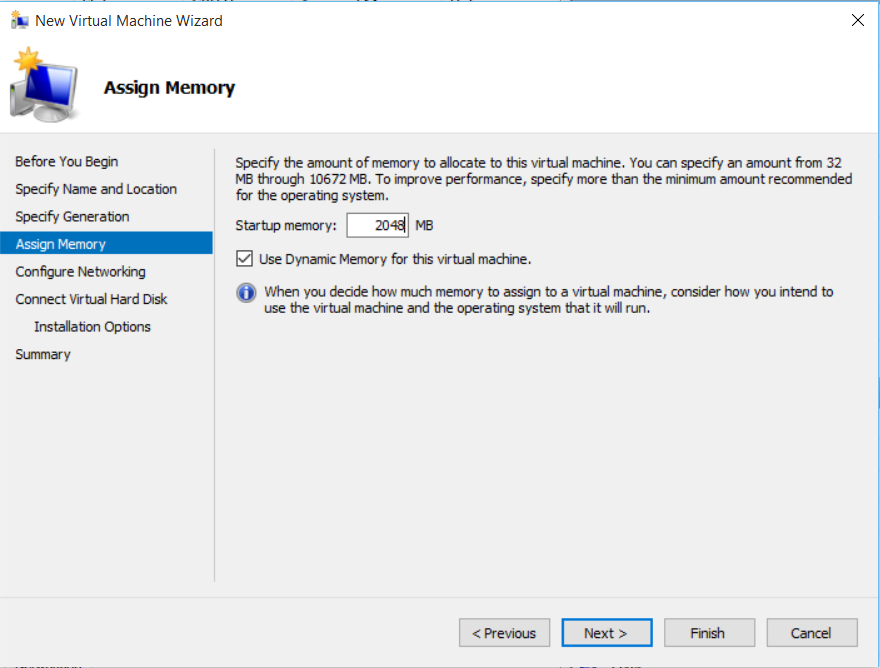 New Virtual Machine Wizard
Assign Memory
Before You Begin
Specify Name and Location
Specify Generation
Assign Memory
Configure Networking
Connect Virtual Hard Disk
Installation Options
Summary
Specify the amount of memory to allocate to this virtual machine. You can specify an amount from 32
MB through 10672 MB. To improve performance, specify more than the minimum amount recommended
for the operating system.
Startup memory: 2048 MB
Use Dynamic Memory for this virtual machine.
When you decide how much memory to assign to a virtual machine, consider how you intend to
use the virtual machine and the operating system that it will run.
< Previous Next > Finish Cancel